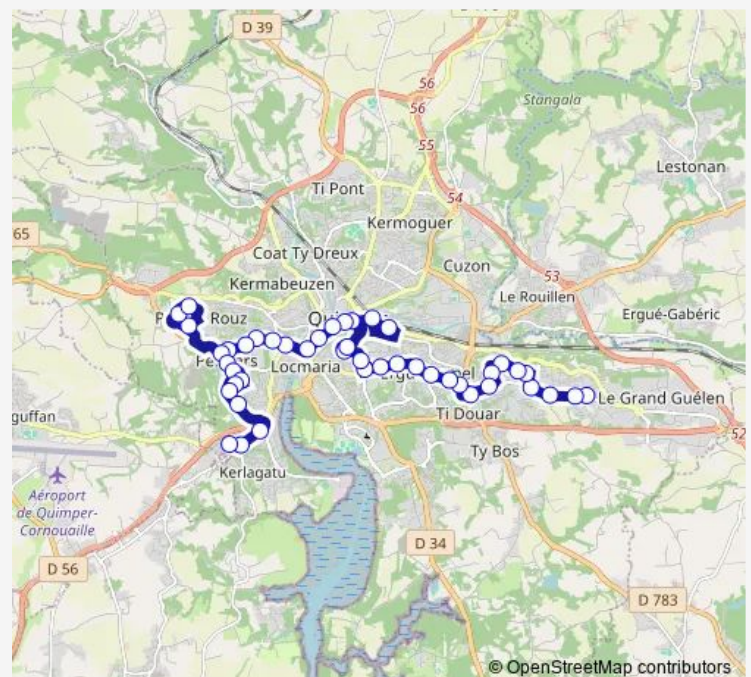 D 39
56
56
Stangala
55
Lestonan
Ti Pont
54
Kermoguer
65
Coat Ty Dreux
Cuzon
53
Kermabeuzen
Le Rouillen
Ergué-Gabéric
Rouz
Locmaria
Le Grand Guélen
guffan
Ti Douar
52
Ty Bos
Kerlagatu
Aéroport
de Quimper-
Cornouaille
D 34
D 56
D 783
© OpenStreetMap contributors